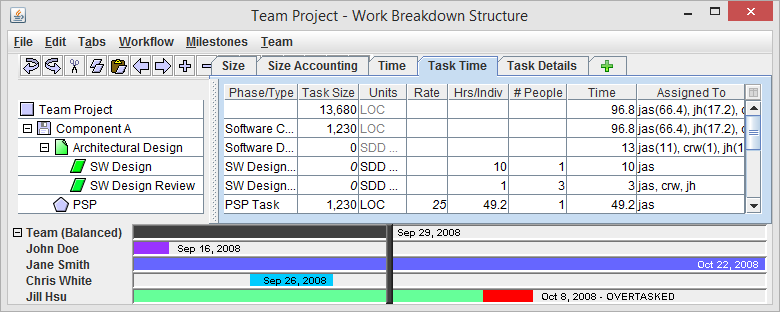 Team Project - Work Breakdown Structure
File Edit Tabs Workflow Milestones Team
Size Size Accounting Time Task Time Task Details
Phase/Type Task Size Units Rate Hrs/Indiv # People Time Assigned To
Team Project 13,680 LOC 96.8 jas(66.4), jh(17.2), c
Component A Software C... 1,230 LOC 96.8 jas(66.4), jh(17.2), c
Architectural Design Software D... 0 SDD ... 13 jas(11), crw(1), jh(1
SW Design SW Design... 0 SDD ... 10 1 10 jas
SW Design Review SW Design... 0 SDD ... 1 3 3 jas, crw, jh
PSP PSP Task 1,230 LOC 25 49.2 1 49.2 jas
Team (Balanced) Sep 29, 2008
John Doe Sep 16, 2008
Jane Smith Oct 22, 2008
Chris White Sep 26, 2008
Jill Hsu Oct 8, 2008 - OVERTASKED